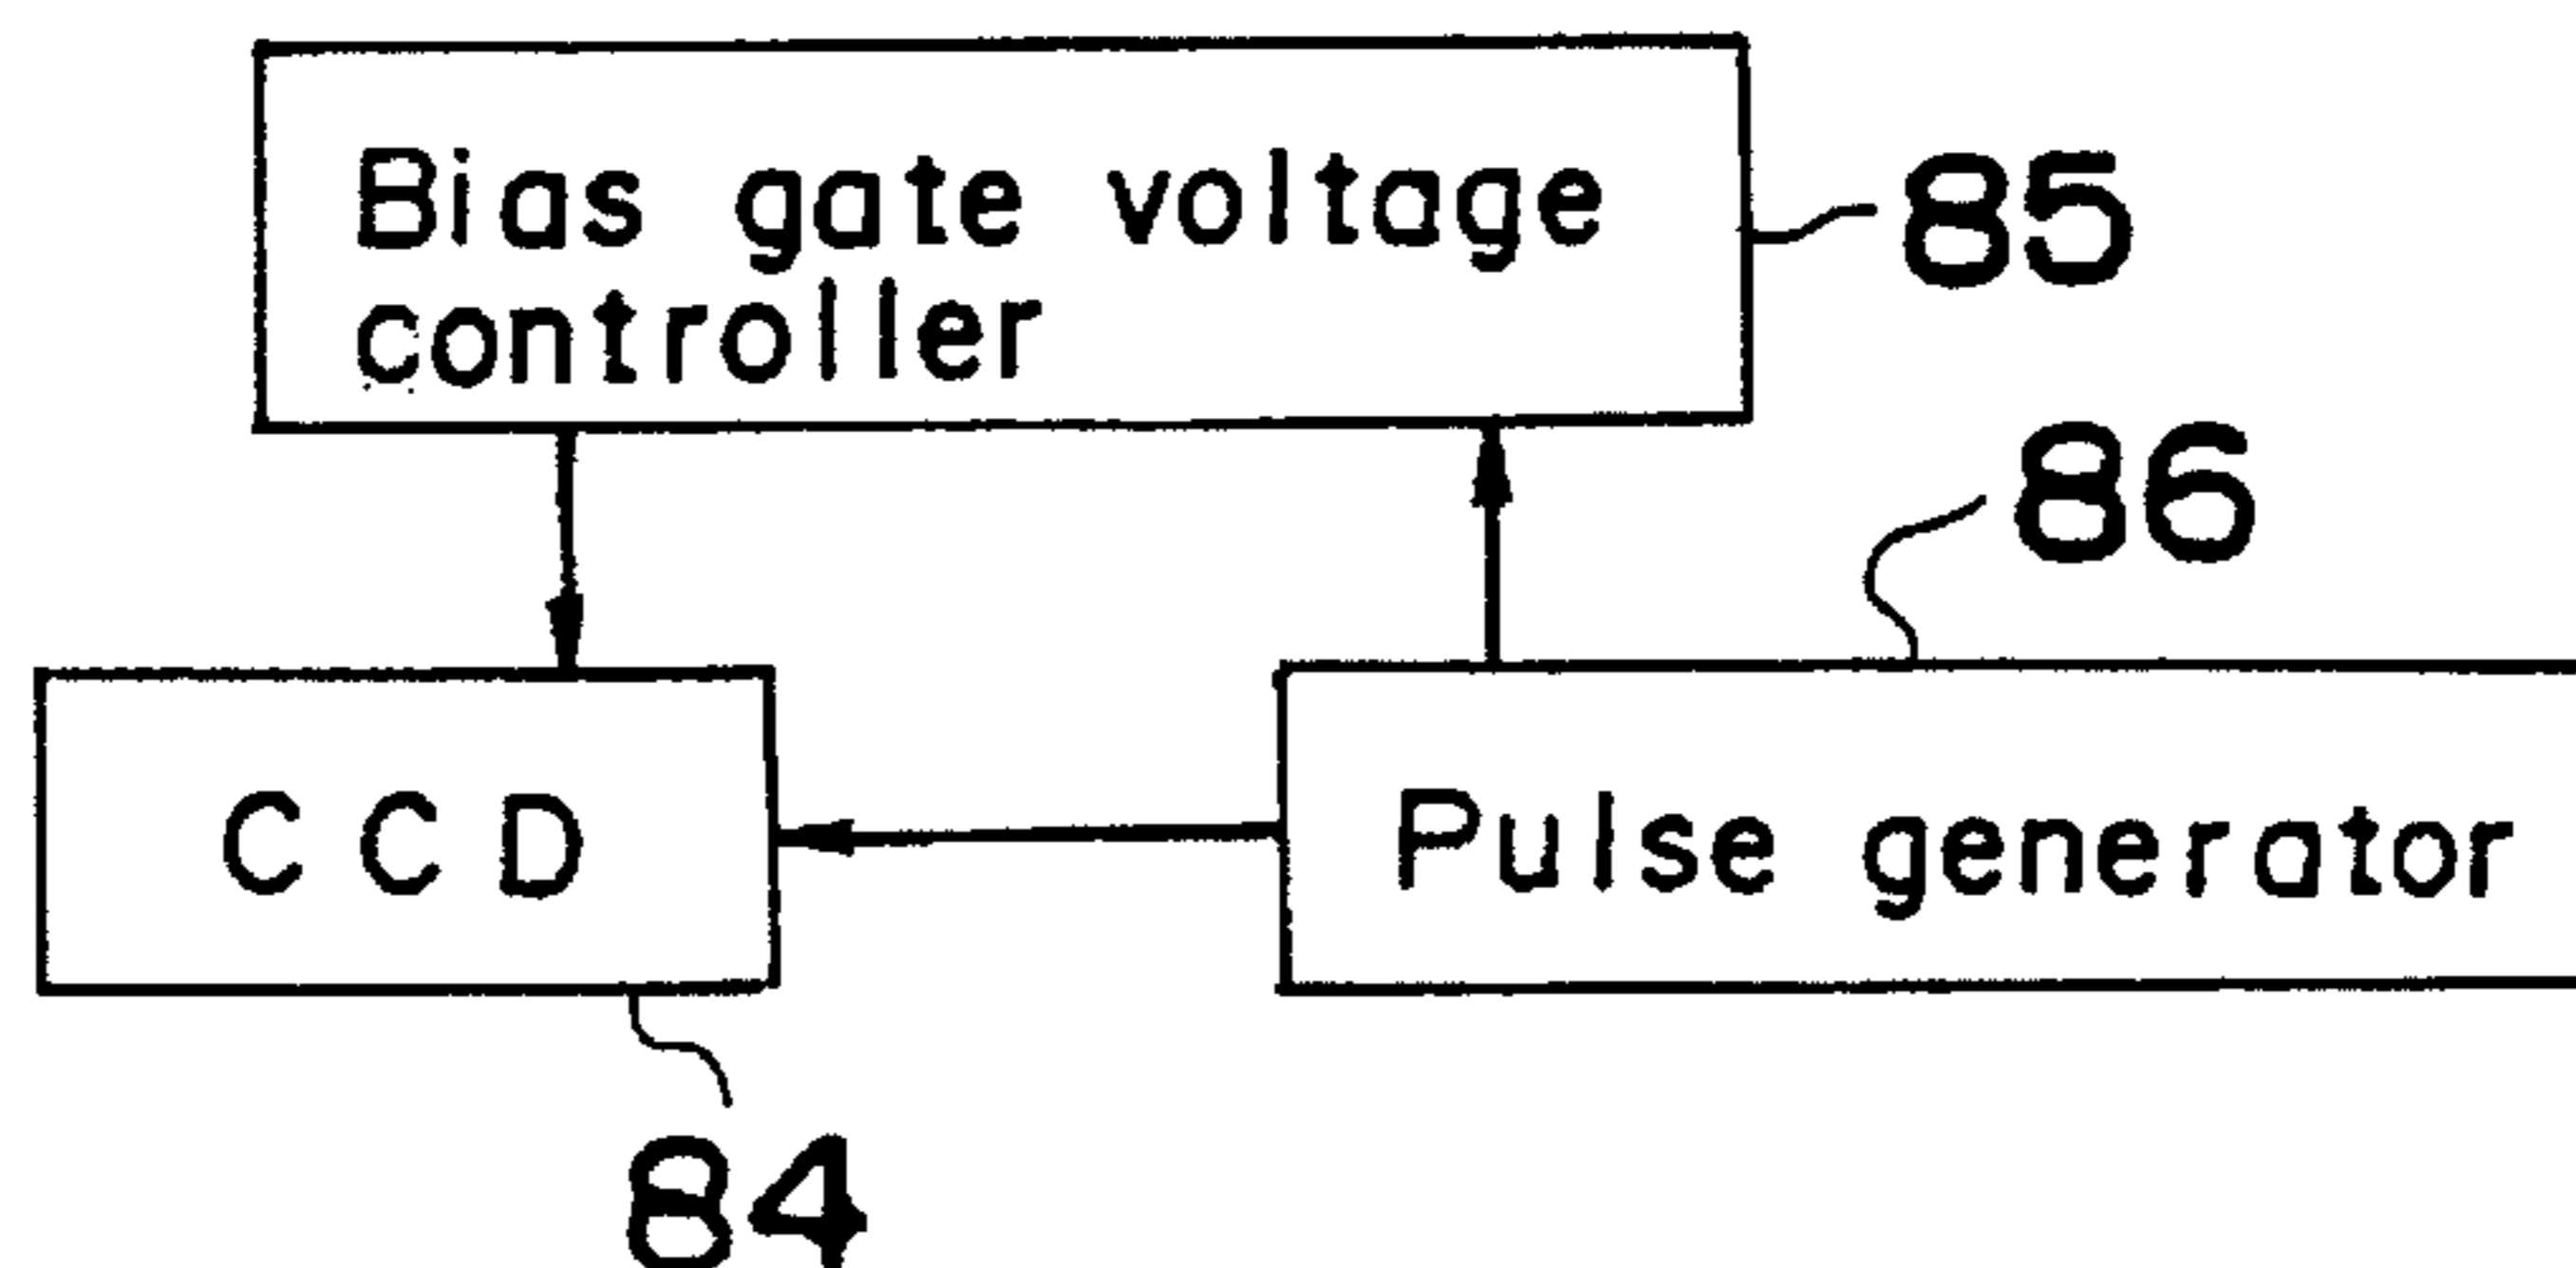 Bias gate voltage
controller
85
86
CCD
Pulse generator
84